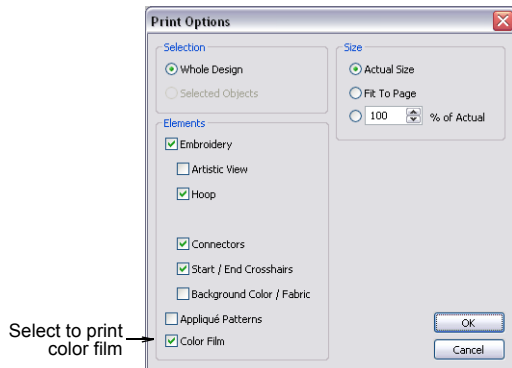 Print Options
Selection
Whole Design
Selected Objects
Size
Actual Size
Fit To Page
100 % of Actual
Elements
Embroidery
Artistic View
Hoop
Connectors
Start / End Crosshairs
Background Color / Fabric
Appliqué Patterns
Color Film
Select to print
color film
OK
Cancel